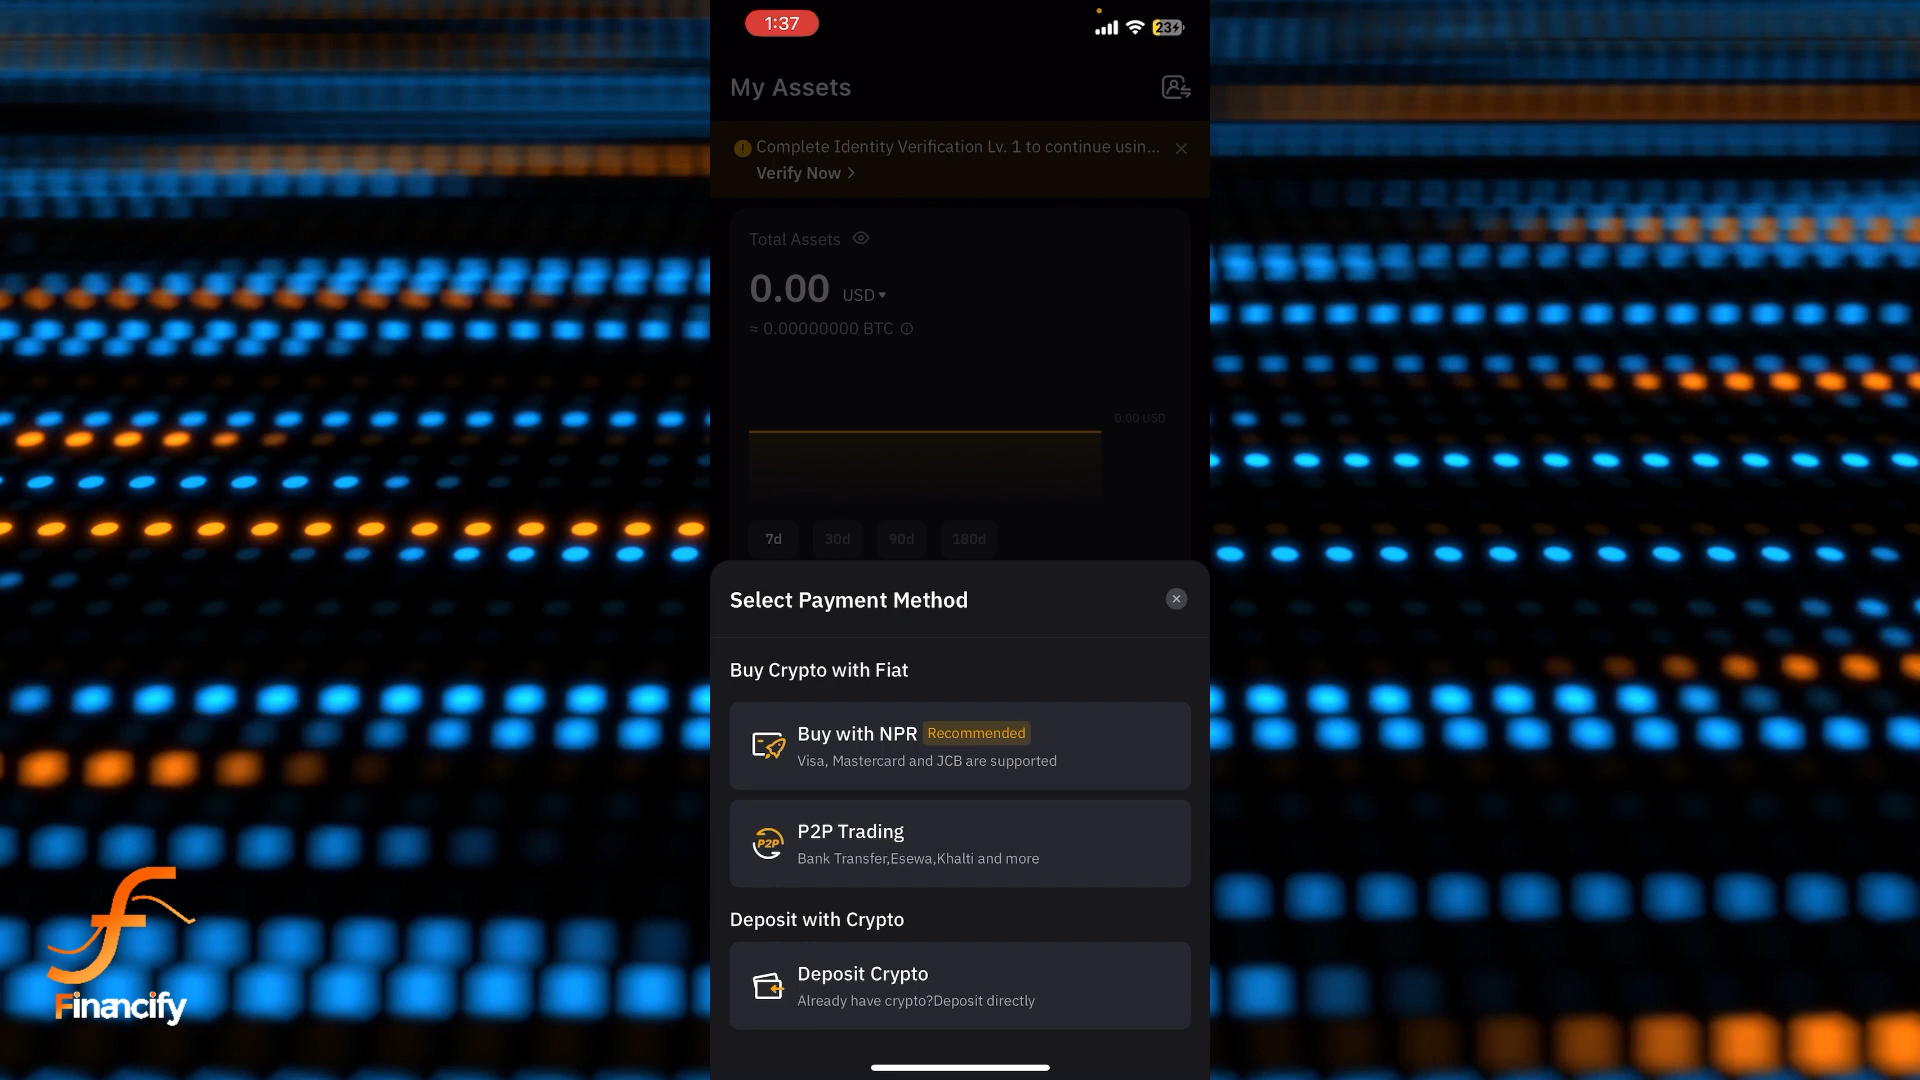 1:37
23
My Assets
Complete Identity Verification Lv. 1 to continue usin...
Verify Now
Total Assets
0.00 USD
≈ 0.00000000 BTC
0.00 USD
7d 30d 90d 180d
Select Payment Method
Buy Crypto with Fiat
Buy with NPR Recommended
Visa, Mastercard and JCB are supported
P2P
P2P Trading
Bank Transfer,Esewa,Khalti and more
Deposit with Crypto
Deposit Crypto
Already have crypto?Deposit directly
Financify